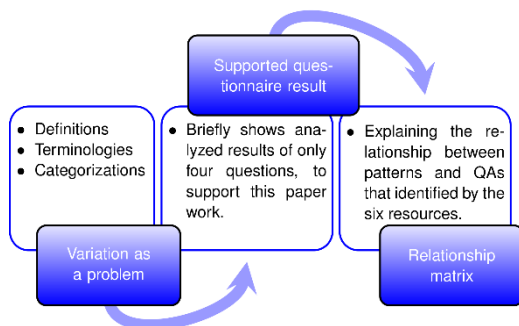 Supported ques-
tionnaire result
• Definitions
• Terminologies
• Categorizations
Variation as
a problem
• Briefly shows ana-
lyzed results of only
four questions, to
support this paper
work.
• Explaining the re-
lationship between
patterns and QAs
that identified by the
six resources.
Relationship
matrix